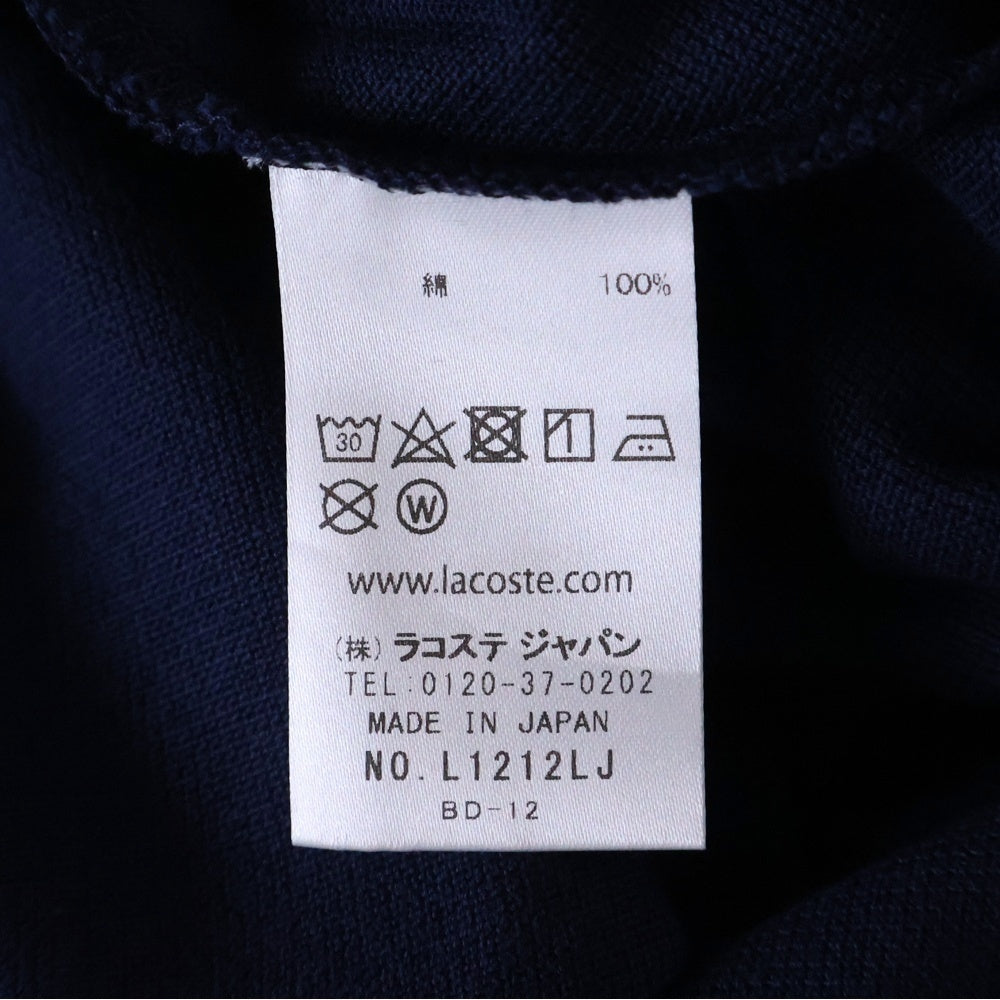 綿 100%
30
W
www.lacoste.com
(株) ラコステ ジャパン
TEL:0120-37-0202
MADE IN JAPAN
NO. L1212LJ
BD-12